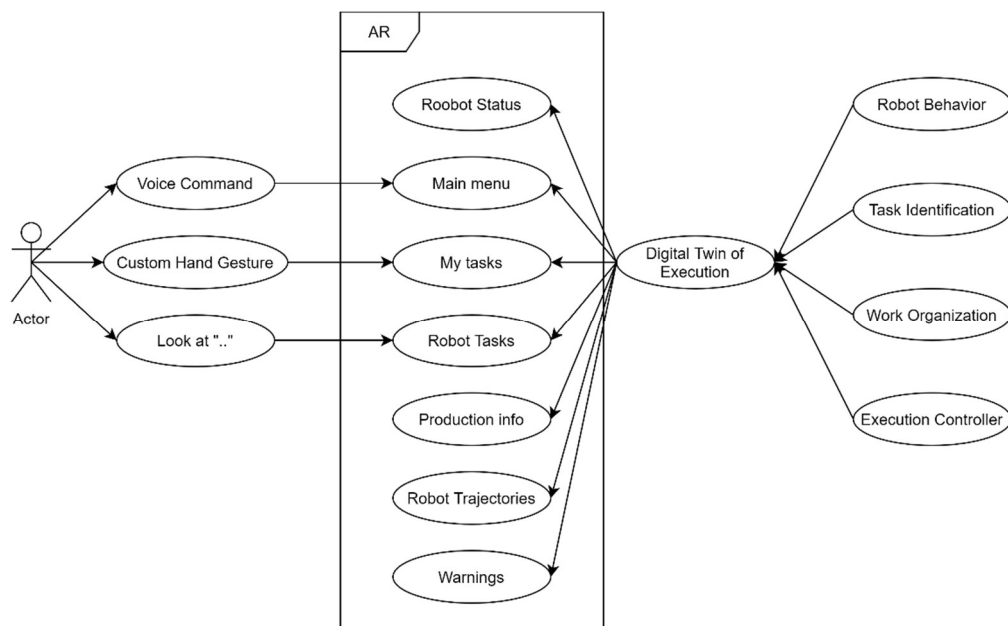 AR
Roobot Status
Robot Behavior
Voice Command
Main menu
Task Identification
Custom Hand Gesture
My tasks
Digital Twin of
Execution
Actor
Look at ".."
Robot Tasks
Work Organization
Production info
Execution Controller
Robot Trajectories
Warnings